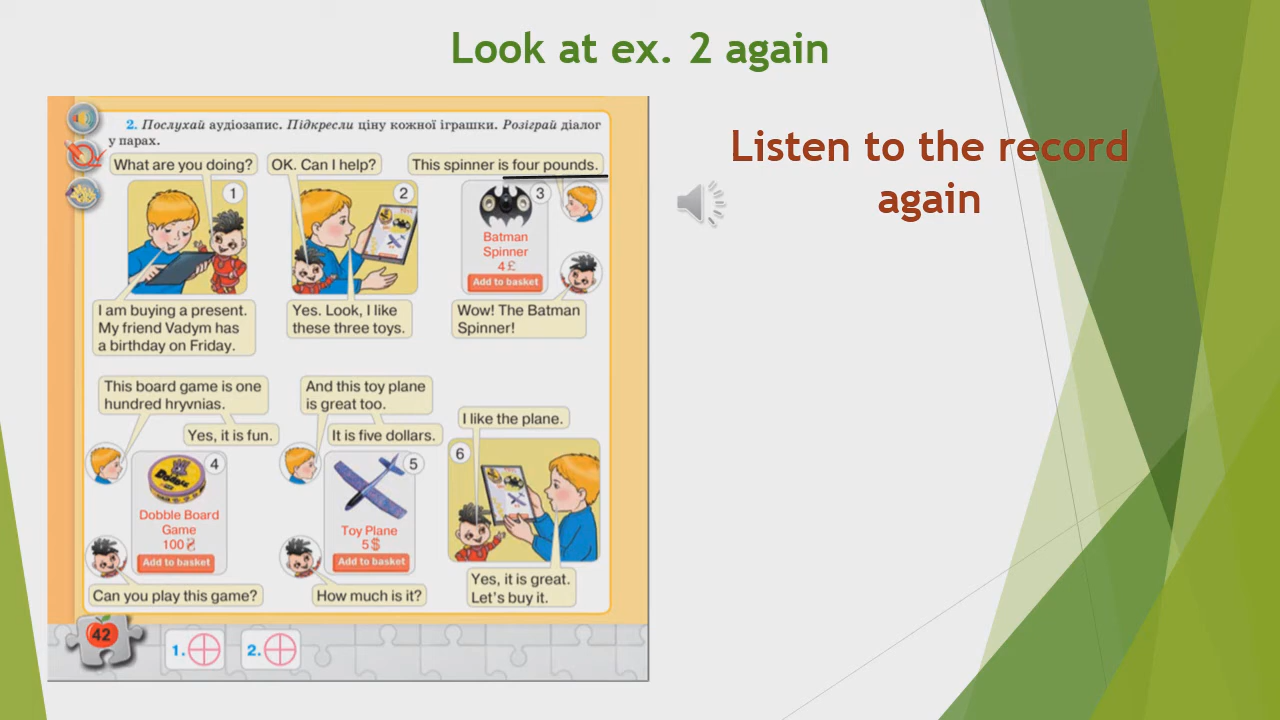 Look at ex. 2 again
Listen to the record
again
2. Послухай аудіозапис. Підкресли ціну кожної іграшки. Розіграй діалог
у парах.
What are you doing?
OK. Can I help?
This spinner is four pounds.
1
2
3
Batman
Spinner
4£
Add to basket
I am buying a present.
My friend Vadym has
a birthday on Friday.
Yes. Look, I like
these three toys.
Wow! The Batman
Spinner!
This board game is one
hundred hryvnias.
Yes, it is fun.
And this toy plane
is great too.
It is five dollars.
I like the plane.
4
Dobble
Dobble Board
Game
100₴
Add to basket
5
Toy Plane
5$
Add to basket
6
Can you play this game?
How much is it?
Yes, it is great.
Let's buy it.
42
1.
2.